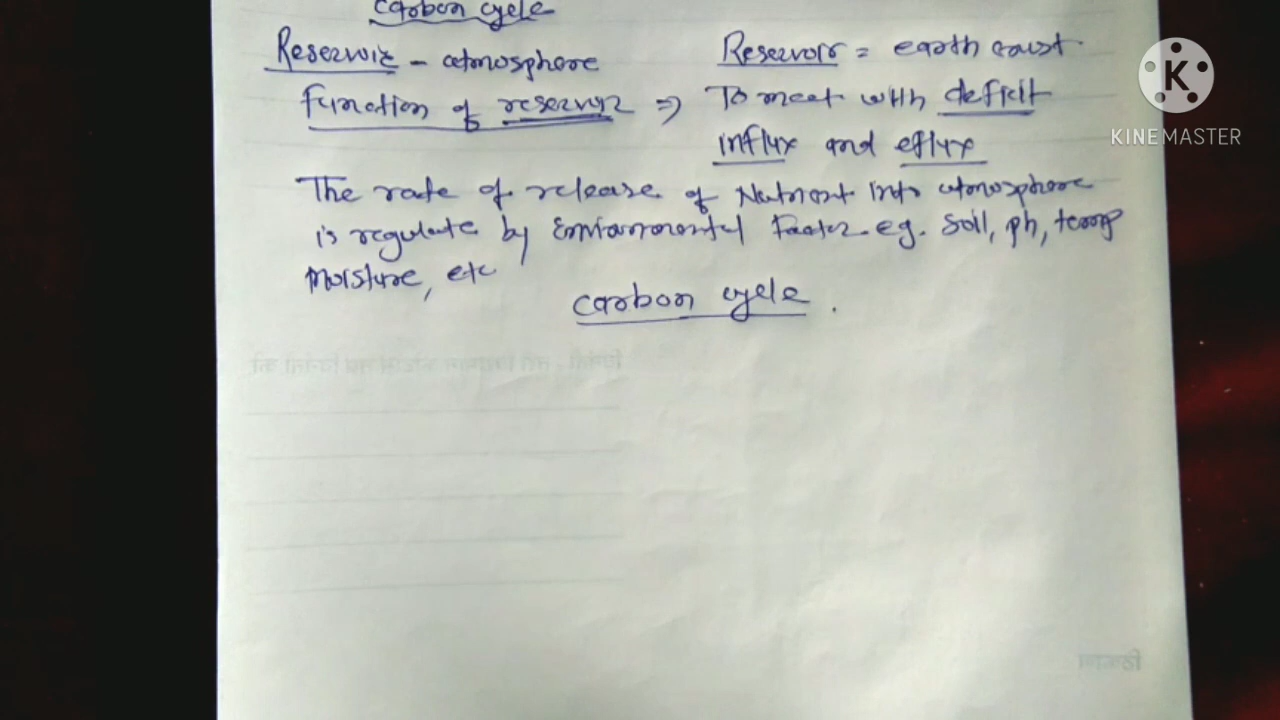 carbon cycle
Reservoir - atmosphere
Reservoir = earth crust
Function of reservoir ⇒ To meet with deficit
influx and eflux
The rate of release of Nutrient into atmosphere
is regulate by Environmental Factor. eg. Soil, ph, temp
Moisture, etc
carbon cycle.
K
KINEMASTER